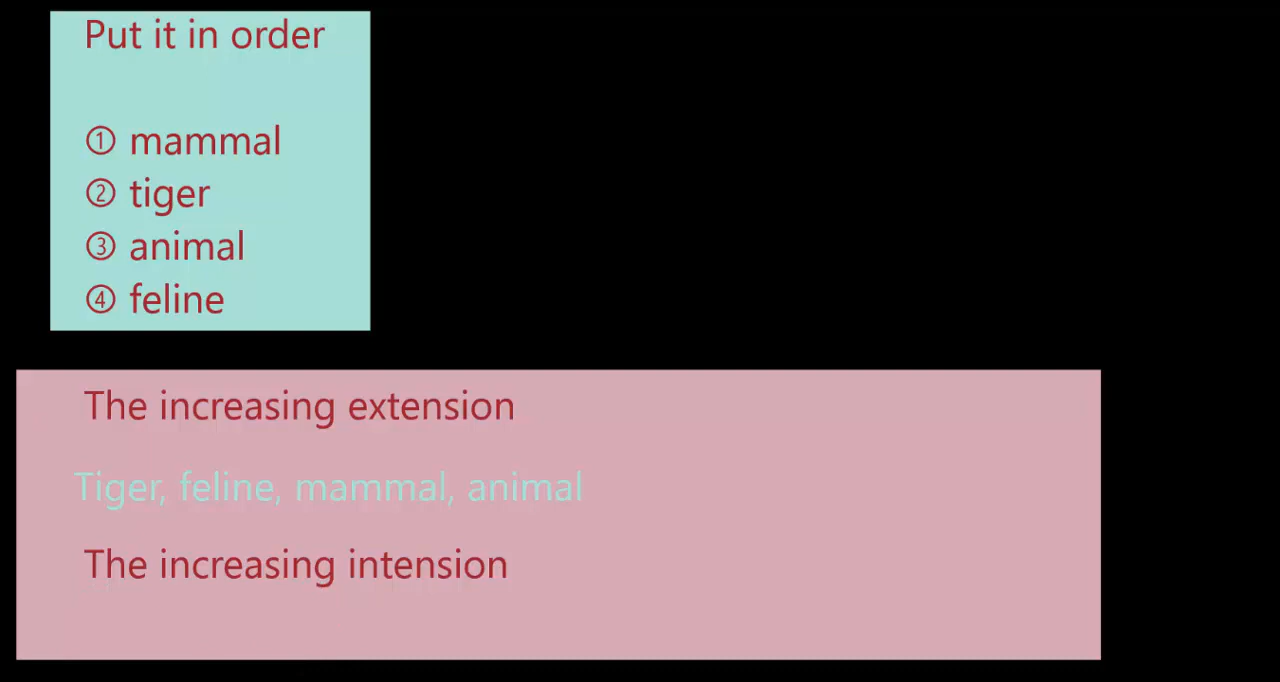 Put it in order
① mammal
② tiger
③ animal
④ feline
The increasing extension
Tiger, feline, mammal, animal
The increasing intension